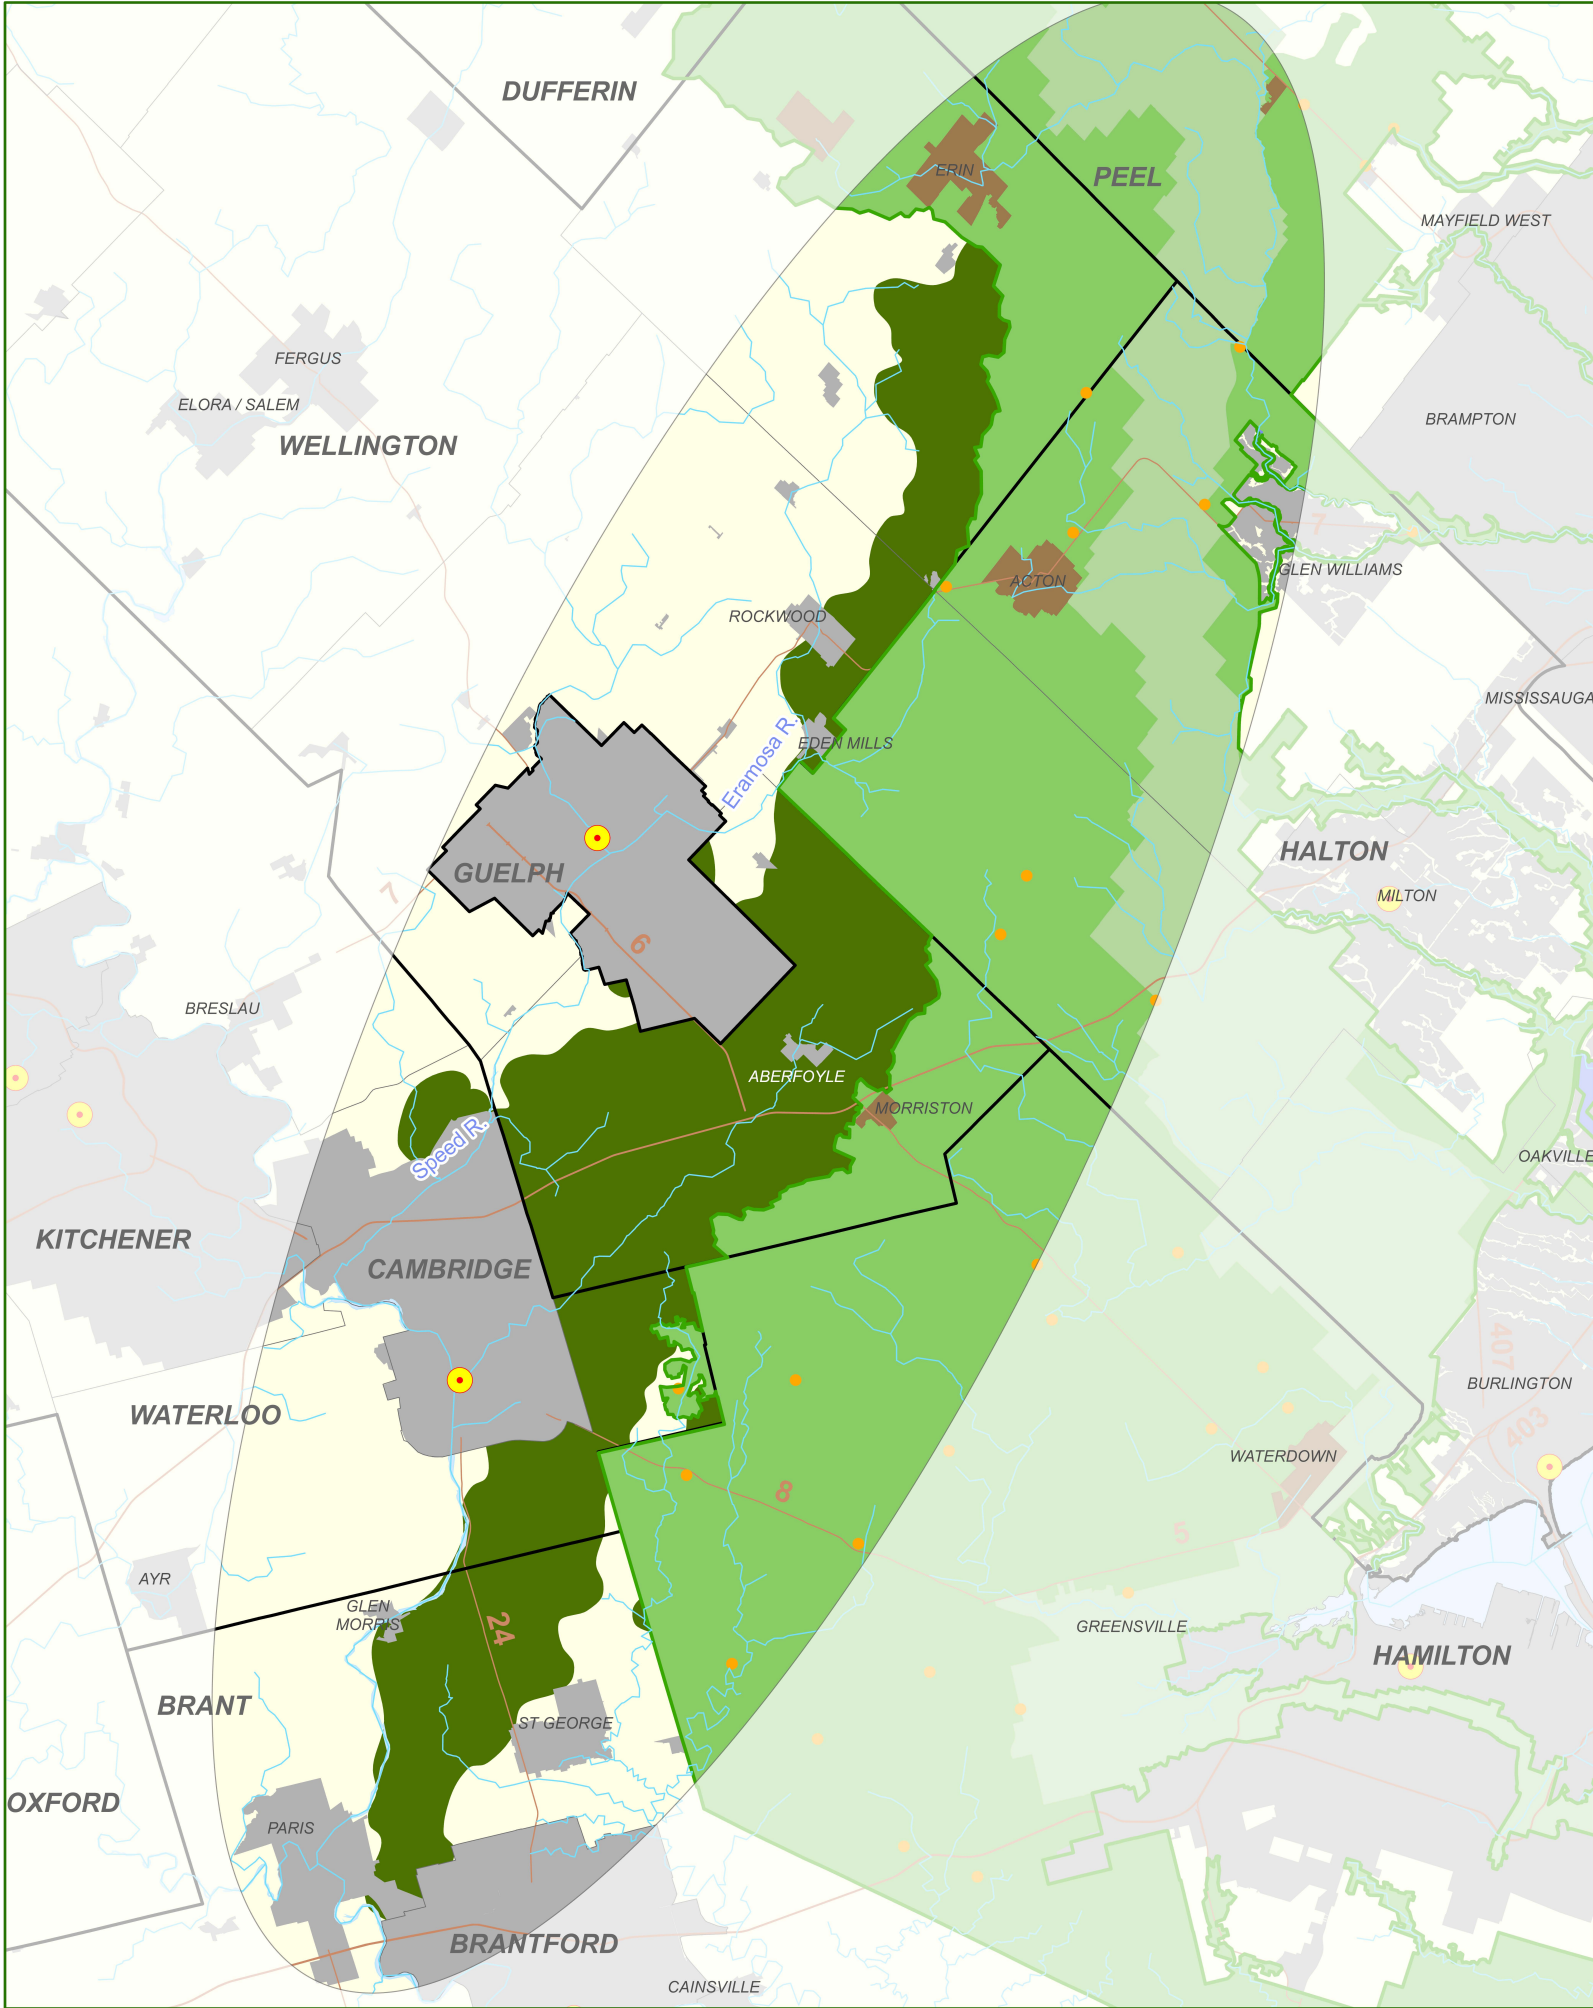 DUFFERIN
ERIN
PEEL
MAYFIELD WEST
FERGUS
ELORA / SALEM
WELLINGTON
BRAMPTON
7
1
GLEN WILLIAMS
ACTON
ROCKWOOD
MISSISSAUGA
EDEN MILLS
Eramosa R.
HALTON
GUELPH
7
MILTON
6
BRESLAU
ABERFOYLE
MORRISTON
Speed R.
OAKVILLE
KITCHENER
CAMBRIDGE
407
BURLINGTON
WATERLOO
403
WATERDOWN
8
5
AYR
GLEN
MORRIS
24
GREENSVILLE
HAMILTON
BRANT
ST GEORGE
OXFORD
PARIS
BRANTFORD
CAINSVILLE